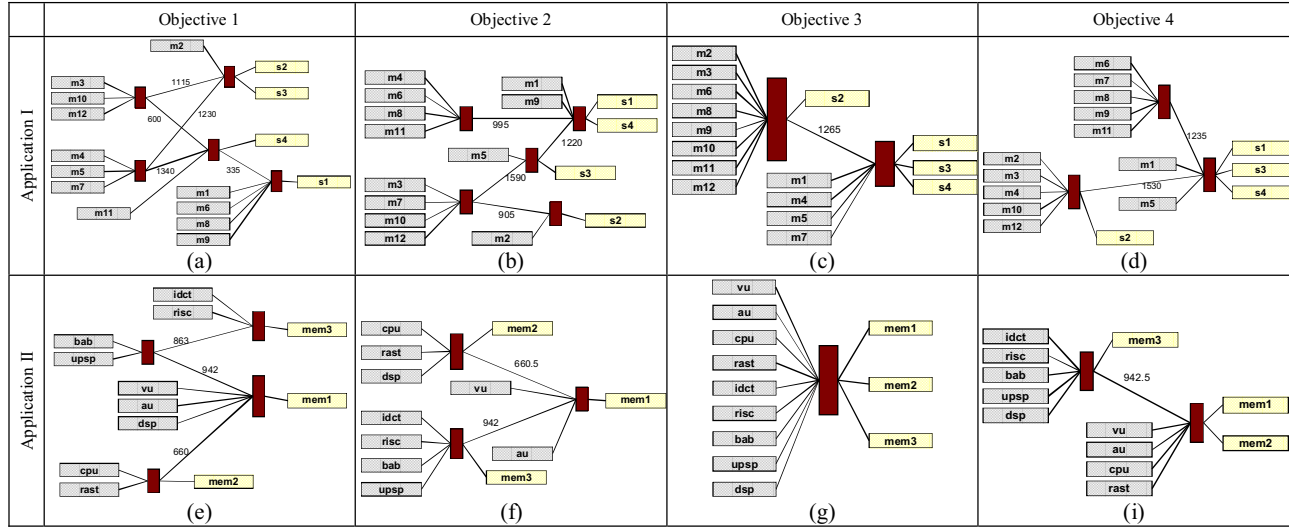 Objective 1
Objective 2
Objective 3
Objective 4
Application I
m2
s2
m3
1115
s3
m10
m12
600
1230
s4
m4
m5
1340
m7
335
m11
m1
s1
m6
m8
m9
(a)
m4
m1
m6
m9
s1
m8
995
s4
m11
1220
m5
s3
m3
1590
m7
m10
905
s2
m12
m2
(b)
m2
m3
m6
s2
m8
m9
1265
m10
s1
m11
s3
m12
m1
s4
m4
m5
m7
(c)
m6
m7
m8
m9
m11
1235
s1
m2
m1
s3
m3
1530
m4
s4
m10
m5
m12
s2
(d)
Application II
idct
risc
mem3
bab
863
upsp
942
vu
au
mem1
dsp
660
cpu
mem2
rast
(e)
cpu
mem2
rast
660.5
dsp
vu
mem1
idct
942
risc
au
bab
mem3
upsp
(f)
vu
au
mem1
cpu
rast
mem2
idct
risc
bab
mem3
upsp
dsp
(g)
idct
mem3
risc
bab
942.5
upsp
dsp
mem1
vu
mem2
au
cpu
rast
(i)